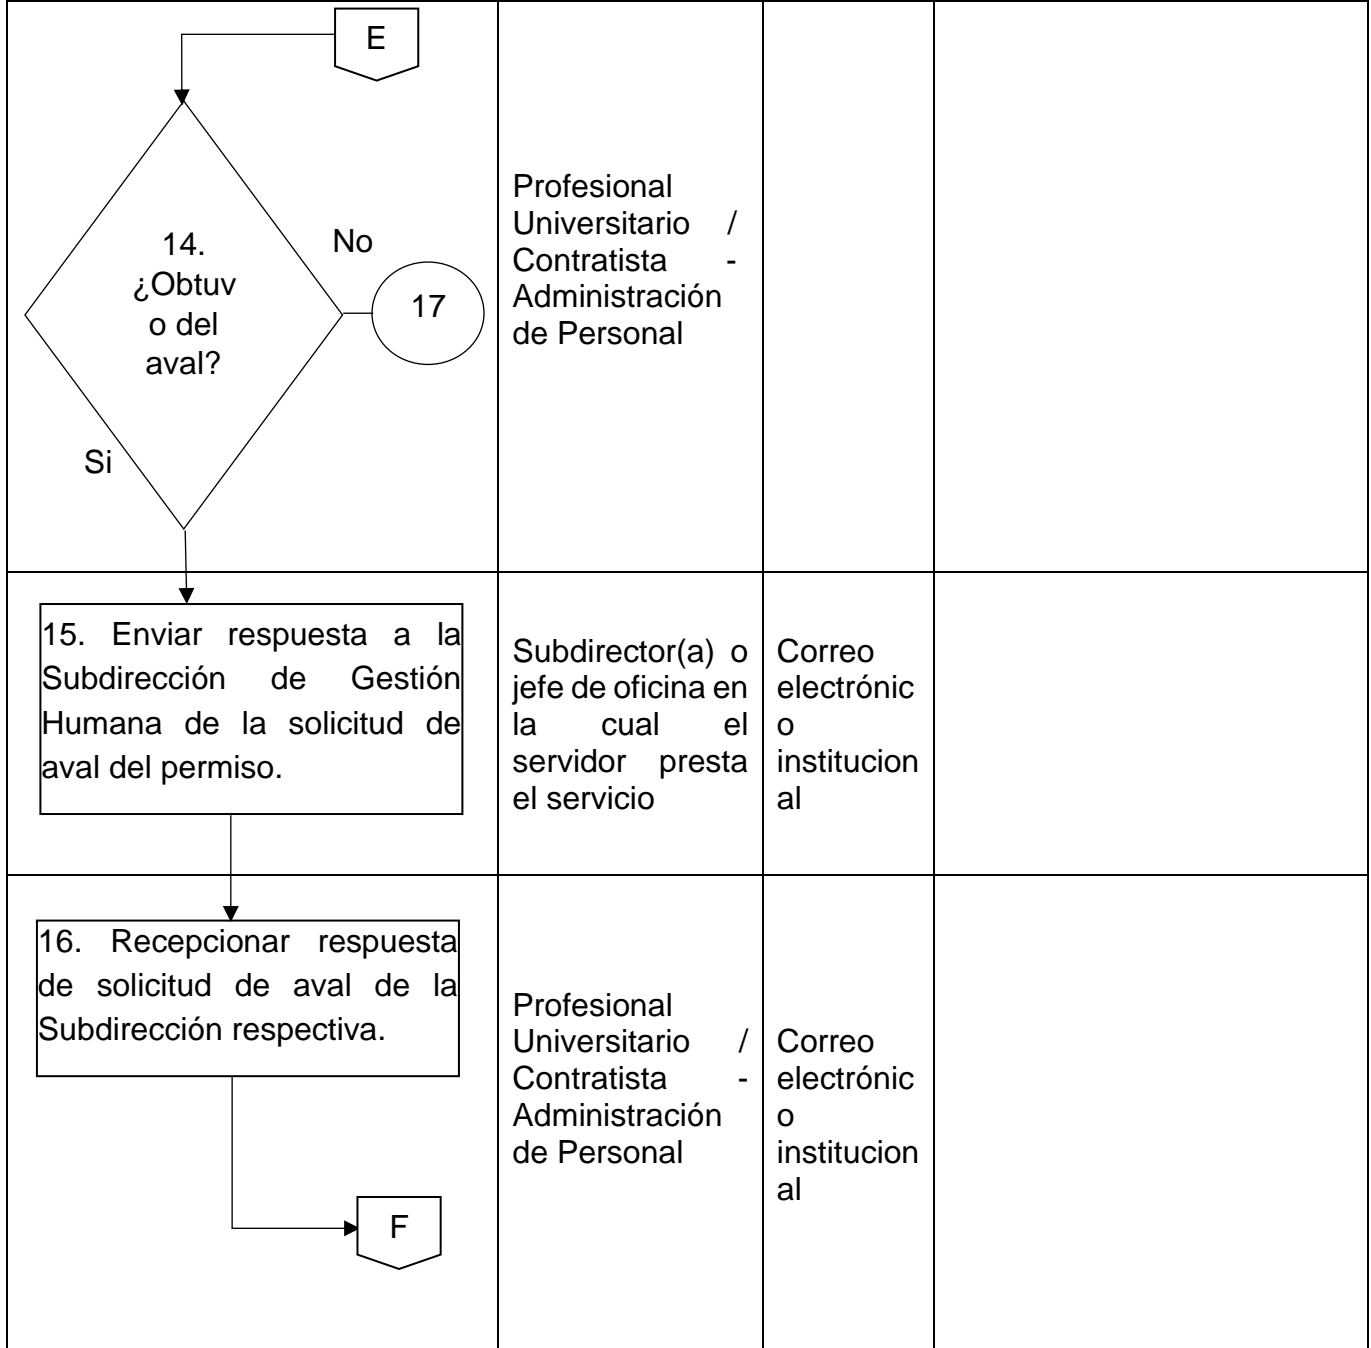 E
14.
¿Obtuv
o del
aval?
No
17
Si
Profesional
Universitario /
Contratista -
Administración
de Personal
15. Enviar respuesta a la
Subdirección de Gestión
Humana de la solicitud de
aval del permiso.
Subdirector(a) o
jefe de oficina en
la cual el
servidor presta
el servicio
Correo
electrónic
o
institucion
al
16. Recepcionar respuesta
de solicitud de aval de la
Subdirección respectiva.
F
Profesional
Universitario /
Contratista -
Administración
de Personal
Correo
electrónic
o
institucion
al